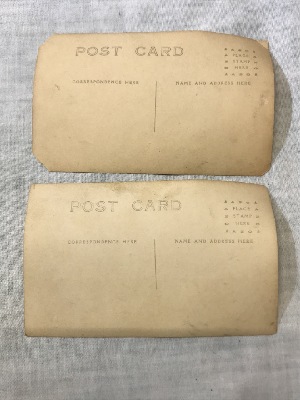 POST CARD
PLACE
STAMP
HERE
CORRESPONDENCE HERE
NAME AND ADDRESS HERE
POST CARD
PLACE
STAMP
HERE
CORRESPONDENCE HERE
NAME AND ADDRESS HERE